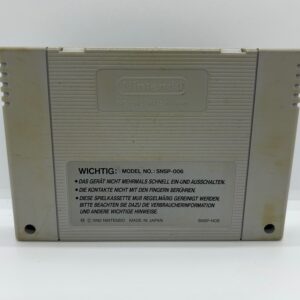 Nintendo
WICHTIG: MODEL NO.: SNSP-006
• DAS GERÄT NICHT MEHRMALS SCHNELL EIN UND AUSSCHALTEN.
• DIE KONTAKTE NICHT MIT DEN FINGERN BERÜHREN.
• DIESE SPIELKASSETTE NUR REGELMÄßIG GEREINIGT WERDEN.
BITTE BEACHTEN SIE DAZU DIE VERBRAUCHERINFORMATION
UND ANDERE WICHTIGE HINWEISE.
© 1992 NINTENDO MADE IN JAPAN